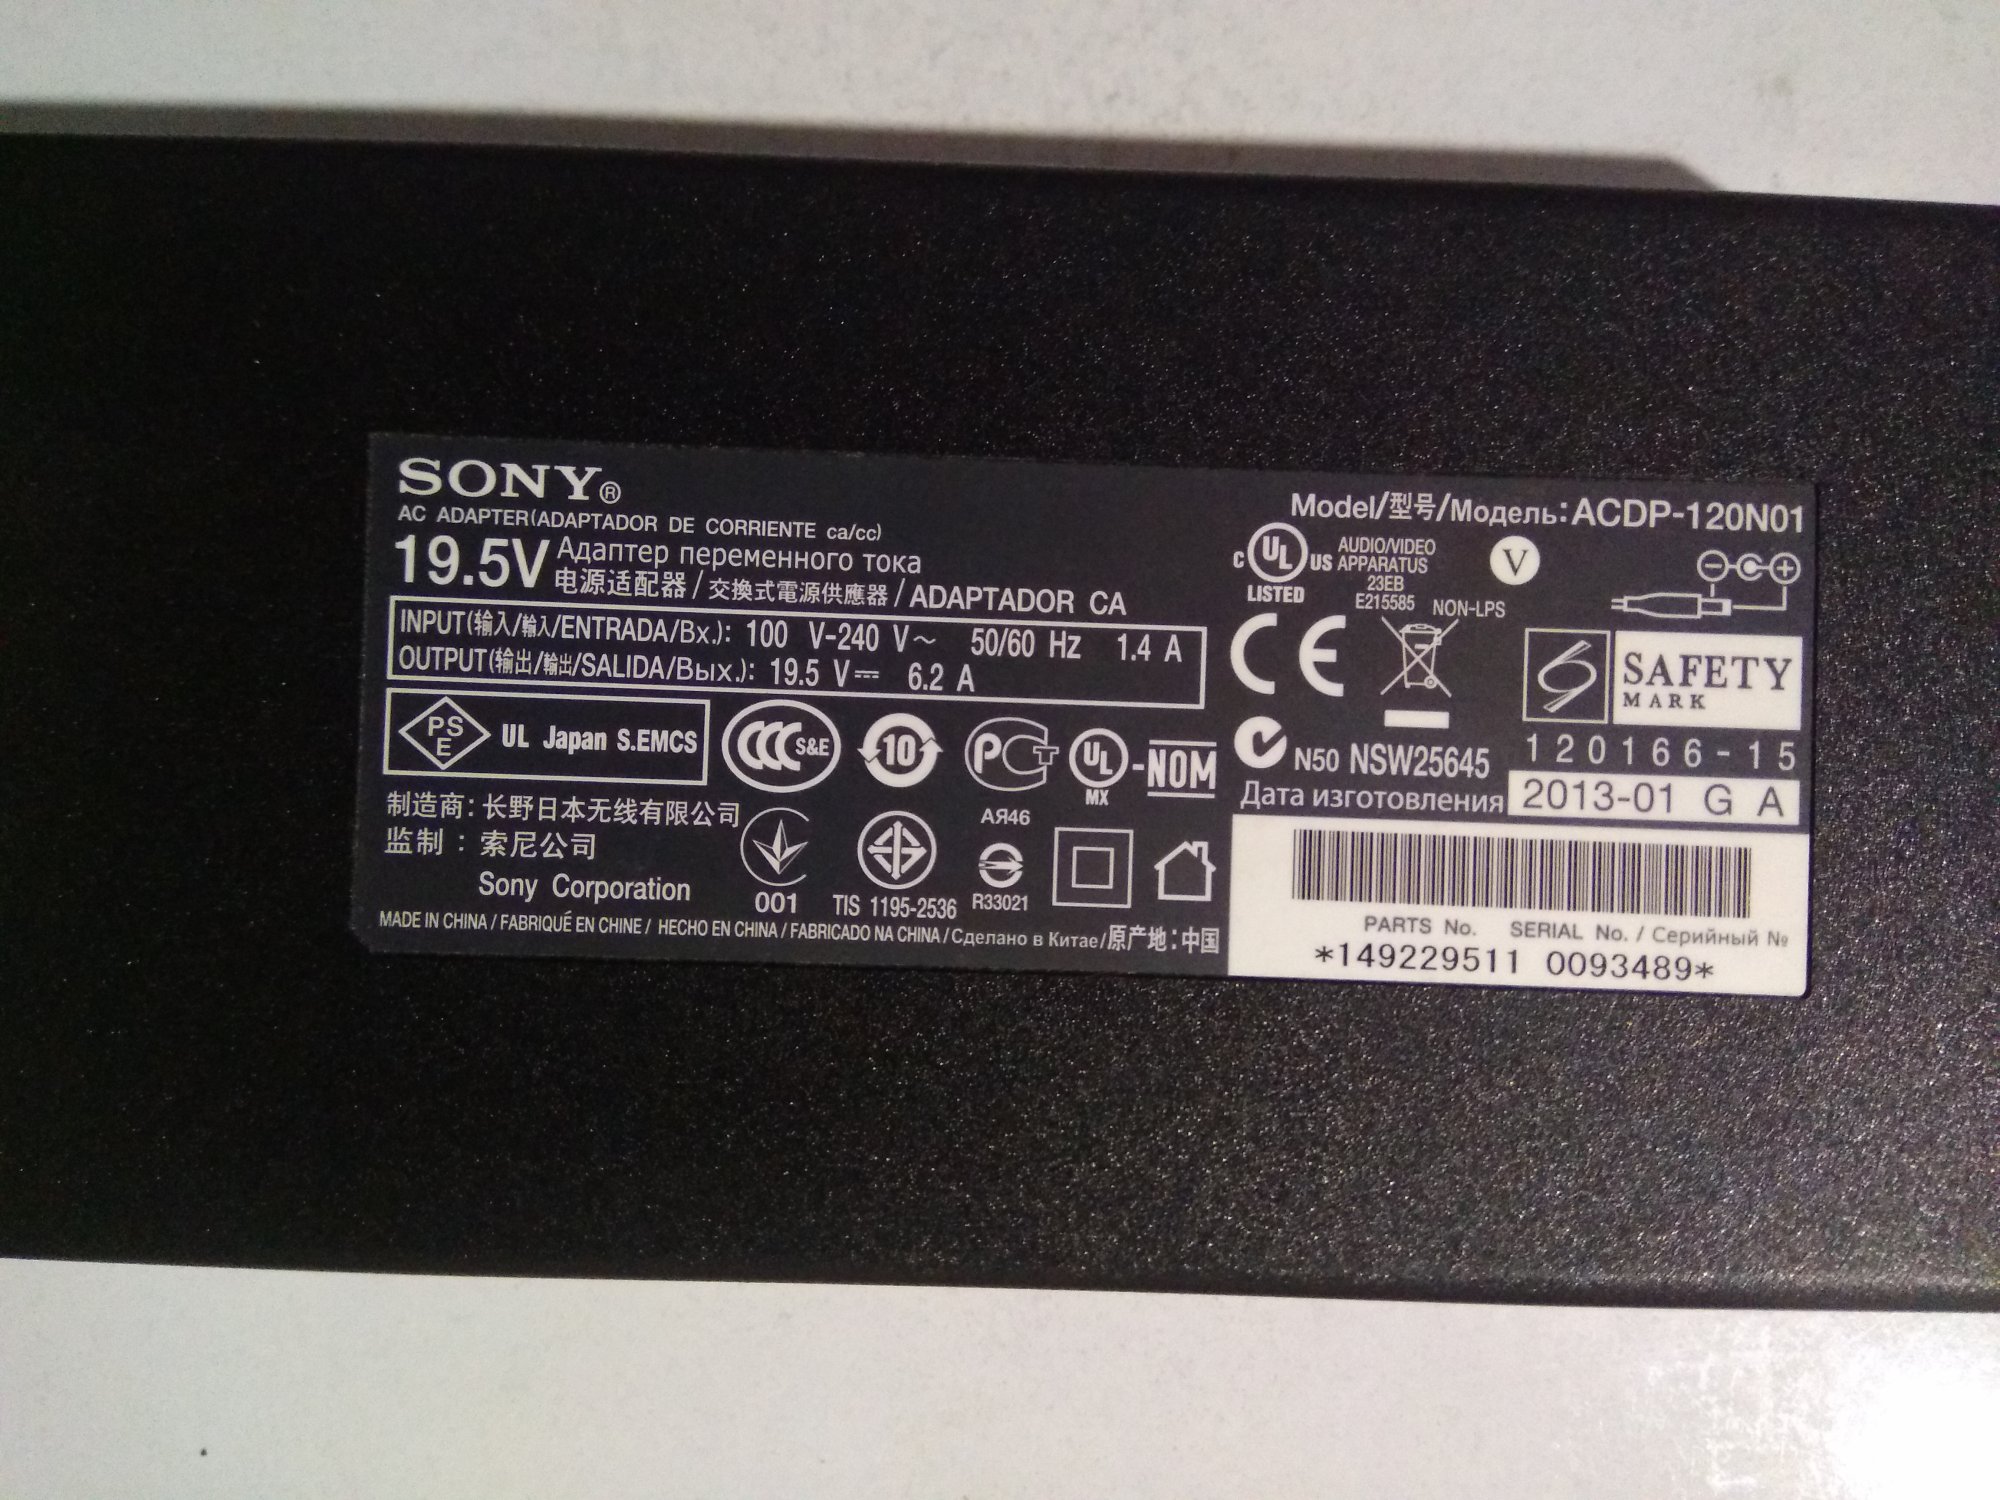 SONY®
AC ADAPTER(ADAPTADOR DE CORRIENTE ca/cc)
19.5V Адаптер переменного тока
电源适配器 / 交換式電源供應器 / ADAPTADOR CA
INPUT(输入/輸入/ENTRADA/Вх.): 100 V-240 V～ 50/60 Hz 1.4 A
OUTPUT(输出/輸出/SALIDA/Вых.): 19.5 V⎓ 6.2 A
PS E UL Japan S.EMCS
CCC S&E 10 РСТ UL MX -NOM
制造商: 长野日本无线有限公司
监制 : 索尼公司
Sony Corporation
001 TIS 1195-2536 АЯ46 R33021
MADE IN CHINA / FABRIQUÉ EN CHINE / HECHO EN CHINA / FABRICADO NA CHINA / Сделано в Китае/原产地:中国
Model/型号/Модель: ACDP-120N01
C UL US LISTED
AUDIO/VIDEO
APPARATUS
23EB
E215585
NON-LPS
V
CE
SAFETY
MARK
N50 NSW25645
120166-15
Дата изготовления 2013-01 G A
PARTS No. SERIAL No. / Серийный №
*149229511 0093489*